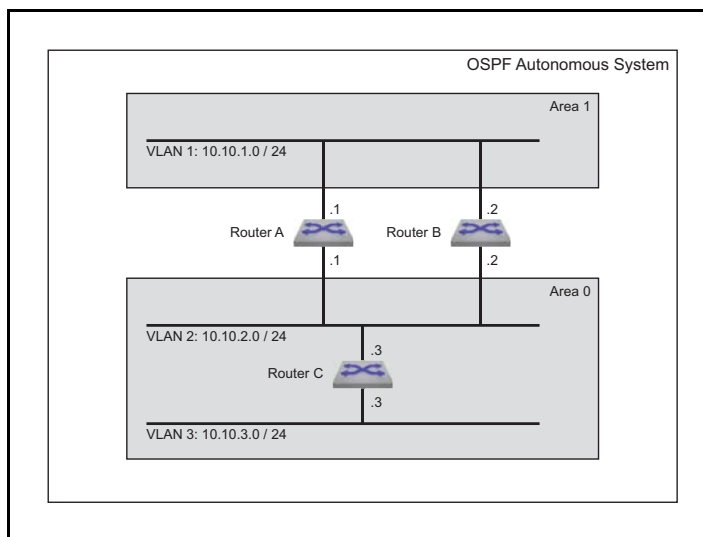 OSPF Autonomous System
Area 1
VLAN 1: 10.10.1.0 / 24
.1
.2
Router A
Router B
.1
.2
Area 0
VLAN 2: 10.10.2.0 / 24
.3
Router C
.3
VLAN 3: 10.10.3.0 / 24